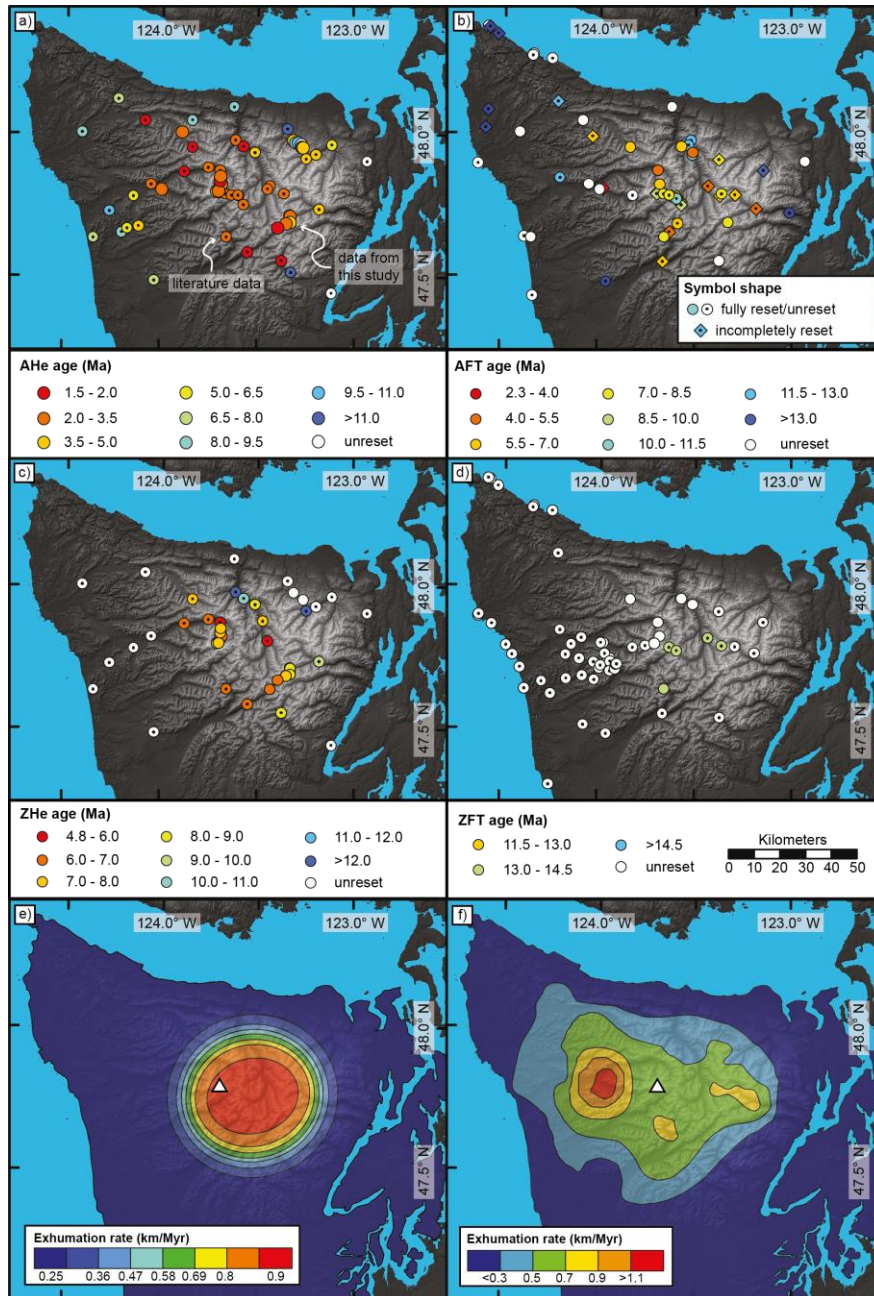 a)
124.0° W
123.0° W
48.0° N
47.5° N
literature data
data from
this study
b)
124.0° W
123.0° W
48.0° N
47.5° N
Symbol shape
fully reset/unreset
incompletely reset
AHe age (Ma)
1.5 - 2.0
5.0 - 6.5
9.5 - 11.0
2.0 - 3.5
6.5 - 8.0
>11.0
3.5 - 5.0
8.0 - 9.5
unreset
AFT age (Ma)
2.3 - 4.0
7.0 - 8.5
11.5 - 13.0
4.0 - 5.5
8.5 - 10.0
>13.0
5.5 - 7.0
10.0 - 11.5
unreset
c)
124.0° W
123.0° W
48.0° N
47.5° N
d)
124.0° W
123.0° W
48.0° N
47.5° N
ZHe age (Ma)
4.8 - 6.0
8.0 - 9.0
11.0 - 12.0
6.0 - 7.0
9.0 - 10.0
>12.0
7.0 - 8.0
10.0 - 11.0
unreset
ZFT age (Ma)
11.5 - 13.0
>14.5
13.0 - 14.5
unreset
Kilometers
0 10 20 30 40 50
e)
124.0° W
123.0° W
48.0° N
47.5° N
Exhumation rate (km/Myr)
0.25 0.36 0.47 0.58 0.69 0.8 0.9
f)
124.0° W
123.0° W
48.0° N
47.5° N
Exhumation rate (km/Myr)
<0.3 0.5 0.7 0.9 >1.1